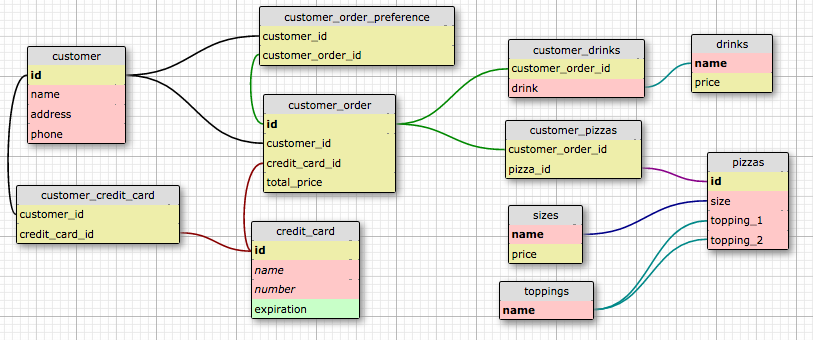 customer_order_preference
customer_id
customer_order_id
customer
id
name
address
phone
customer_drinks
customer_order_id
drink
drinks
name
price
customer_order
id
customer_id
credit_card_id
total_price
customer_pizzas
customer_order_id
pizza_id
pizzas
id
size
topping_1
topping_2
customer_credit_card
customer_id
credit_card_id
sizes
name
price
credit_card
id
name
number
expiration
toppings
name